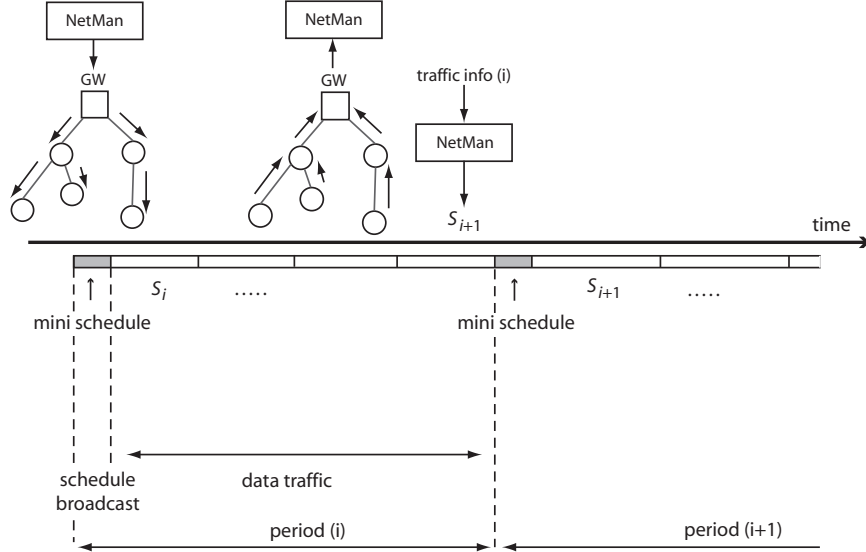 NetMan
NetMan
GW
GW
traffic info (i)
NetMan
S_{i+1}
time
S_i
.....
S_{i+1}
.....
mini schedule
mini schedule
schedule
broadcast
data traffic
period (i)
period (i+1)